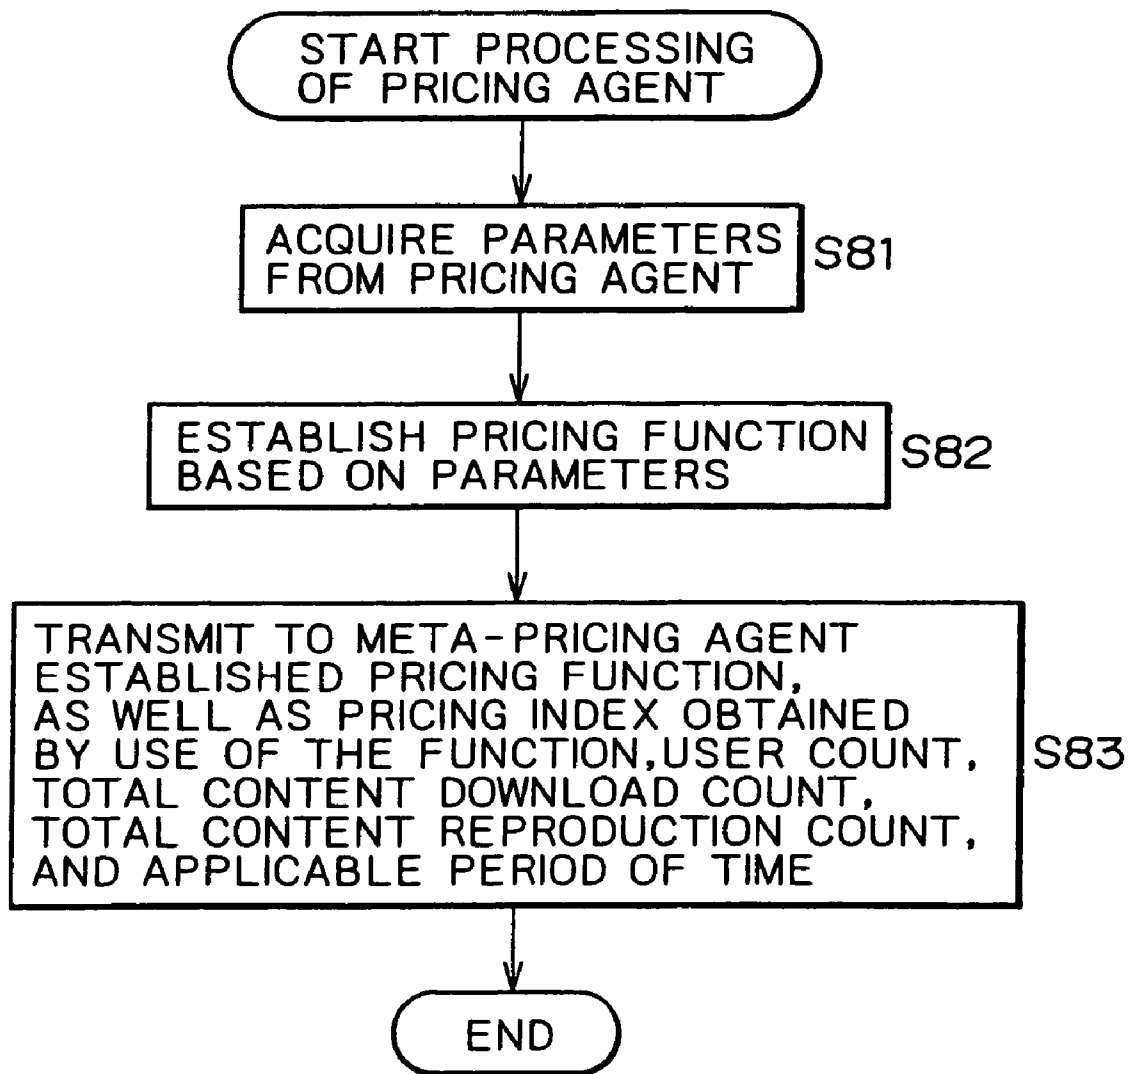 START PROCESSING
OF PRICING AGENT
ACQUIRE PARAMETERS
FROM PRICING AGENT
S81
ESTABLISH PRICING FUNCTION
BASED ON PARAMETERS
S82
TRANSMIT TO META-PRICING AGENT
ESTABLISHED PRICING FUNCTION,
AS WELL AS PRICING INDEX OBTAINED
BY USE OF THE FUNCTION,USER COUNT,
TOTAL CONTENT DOWNLOAD COUNT,
TOTAL CONTENT REPRODUCTION COUNT,
AND APPLICABLE PERIOD OF TIME
S83
END